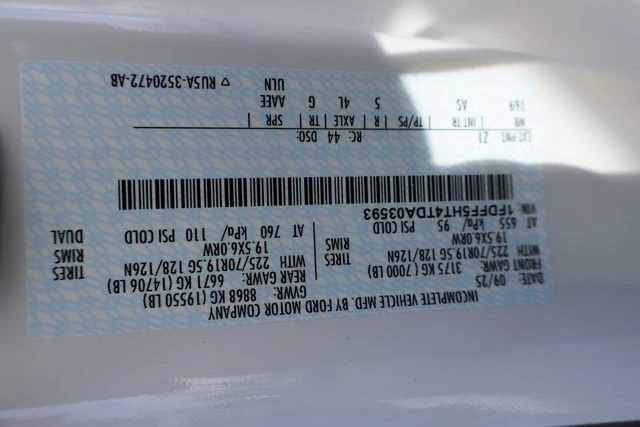 INCOMPLETE VEHICLE MFD. BY FORD MOTOR COMPANY
DATE: 09/25 GVWR: 8868 KG (19550 LB)
FRONT GAWR: 3175 KG (7000 LB) REAR GAWR: 6671 KG (14706 LB)
WITH 225/70R19.5G 128/126N TIRES WITH 225/70R19.5G 128/126N TIRES
19.5X6.0RW RIMS 19.5X6.0RW RIMS
AT 655 kPa/ 95 PSI COLD AT 760 kPa/ 110 PSI COLD DUAL
VIN: 1FDFF5HT4TDA03593
EXT PNT: Z1 RC: 44 DSO:
WB | INT TR | TP/PS | R | AXLE | TR | SPR |
169 AS 5 4L G AAEE
ULN
▽ RU5A-3520472-AB